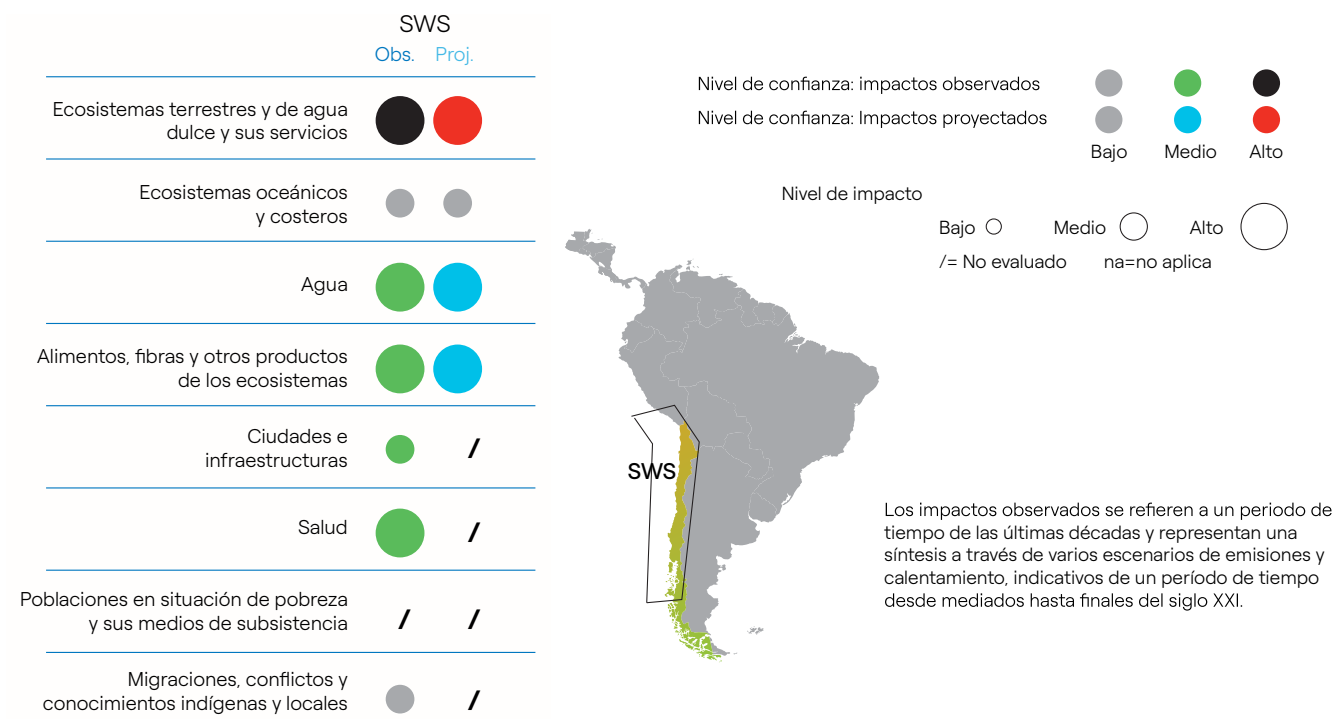 SWS
Obs. Proj.
Ecosistemas terrestres y de agua
dulce y sus servicios
Ecosistemas oceánicos
y costeros
Agua
Alimentos, fibras y otros productos
de los ecosistemas
Ciudades e
infraestructuras
/
Salud
/
Poblaciones en situación de pobreza
y sus medios de subsistencia
/ /
Migraciones, conflictos y
conocimientos indígenas y locales
/
Nivel de confianza: impactos observados
Nivel de confianza: Impactos proyectados
Bajo Medio Alto
Nivel de impacto
Bajo Medio Alto
/= No evaluado na=no aplica
SWS
Los impactos observados se refieren a un periodo de
tiempo de las últimas décadas y representan una
síntesis a través de varios escenarios de emisiones y
calentamiento, indicativos de un período de tiempo
desde mediados hasta finales del siglo XXI.